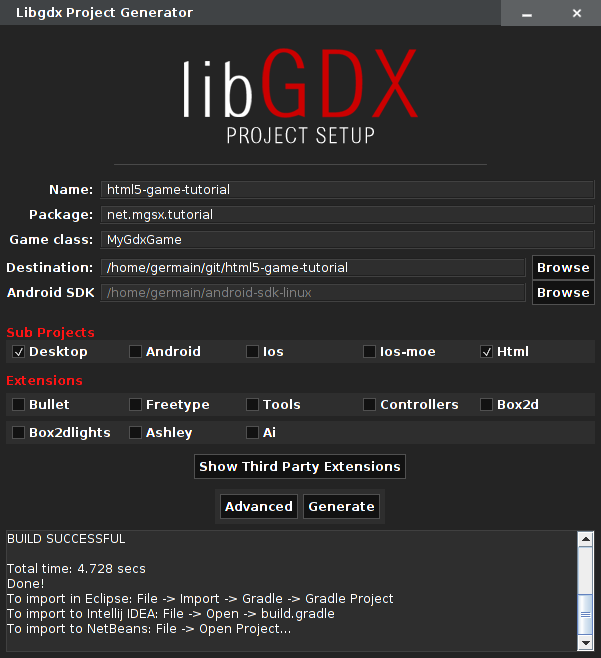 Libgdx Project Generator
libGDX
PROJECT SETUP
Name: html5-game-tutorial
Package: net.mgsx.tutorial
Game class: MyGdxGame
Destination: /home/germain/git/html5-game-tutorial Browse
Android SDK /home/germain/android-sdk-linux Browse
Sub Projects
Desktop Android Ios Ios-moe Html
Extensions
Bullet Freetype Tools Controllers Box2d
Box2dlights Ashley Ai
Show Third Party Extensions
Advanced Generate
BUILD SUCCESSFUL
Total time: 4.728 secs
Done!
To import in Eclipse: File -> Import -> Gradle -> Gradle Project
To import to Intellij IDEA: File -> Open -> build.gradle
To import to NetBeans: File -> Open Project...